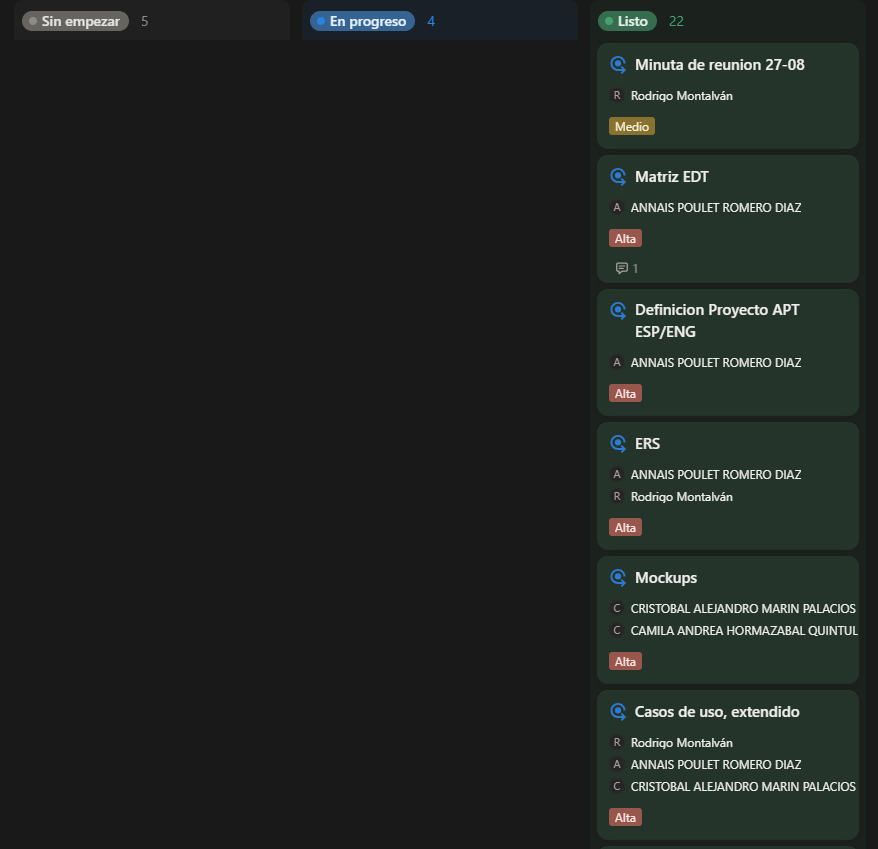 Sin empezar 5
En progreso 4
Listo 22
Minuta de reunion 27-08
R Rodrigo Montalván
Medio
Matriz EDT
A ANNAIS POULET ROMERO DIAZ
Alta
1
Definicion Proyecto APT
ESP/ENG
A ANNAIS POULET ROMERO DIAZ
Alta
ERS
A ANNAIS POULET ROMERO DIAZ
R Rodrigo Montalván
Alta
Mockups
C CRISTOBAL ALEJANDRO MARIN PALACIOS
C CAMILA ANDREA HORMAZABAL QUINTUL
Alta
Casos de uso, extendido
R Rodrigo Montalván
A ANNAIS POULET ROMERO DIAZ
C CRISTOBAL ALEJANDRO MARIN PALACIOS
Alta